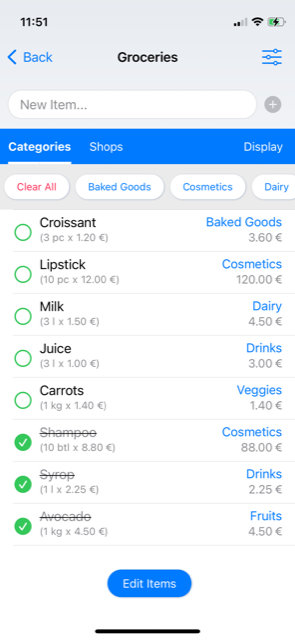 11:51
Back
Groceries
New Item...
Categories Shops Display
Clear All Baked Goods Cosmetics Dairy
Croissant Baked Goods
(3 pc x 1.20 €) 3.60 €
Lipstick Cosmetics
(10 pc x 12.00 €) 120.00 €
Milk Dairy
(3 l x 1.50 €) 4.50 €
Juice Drinks
(3 l x 1.00 €) 3.00 €
Carrots Veggies
(1 kg x 1.40 €) 1.40 €
Shampoo Cosmetics
(10 btl x 8.80 €) 88.00 €
Syrop Drinks
(1 l x 2.25 €) 2.25 €
Avocado Fruits
(1 kg x 4.50 €) 4.50 €
Edit Items